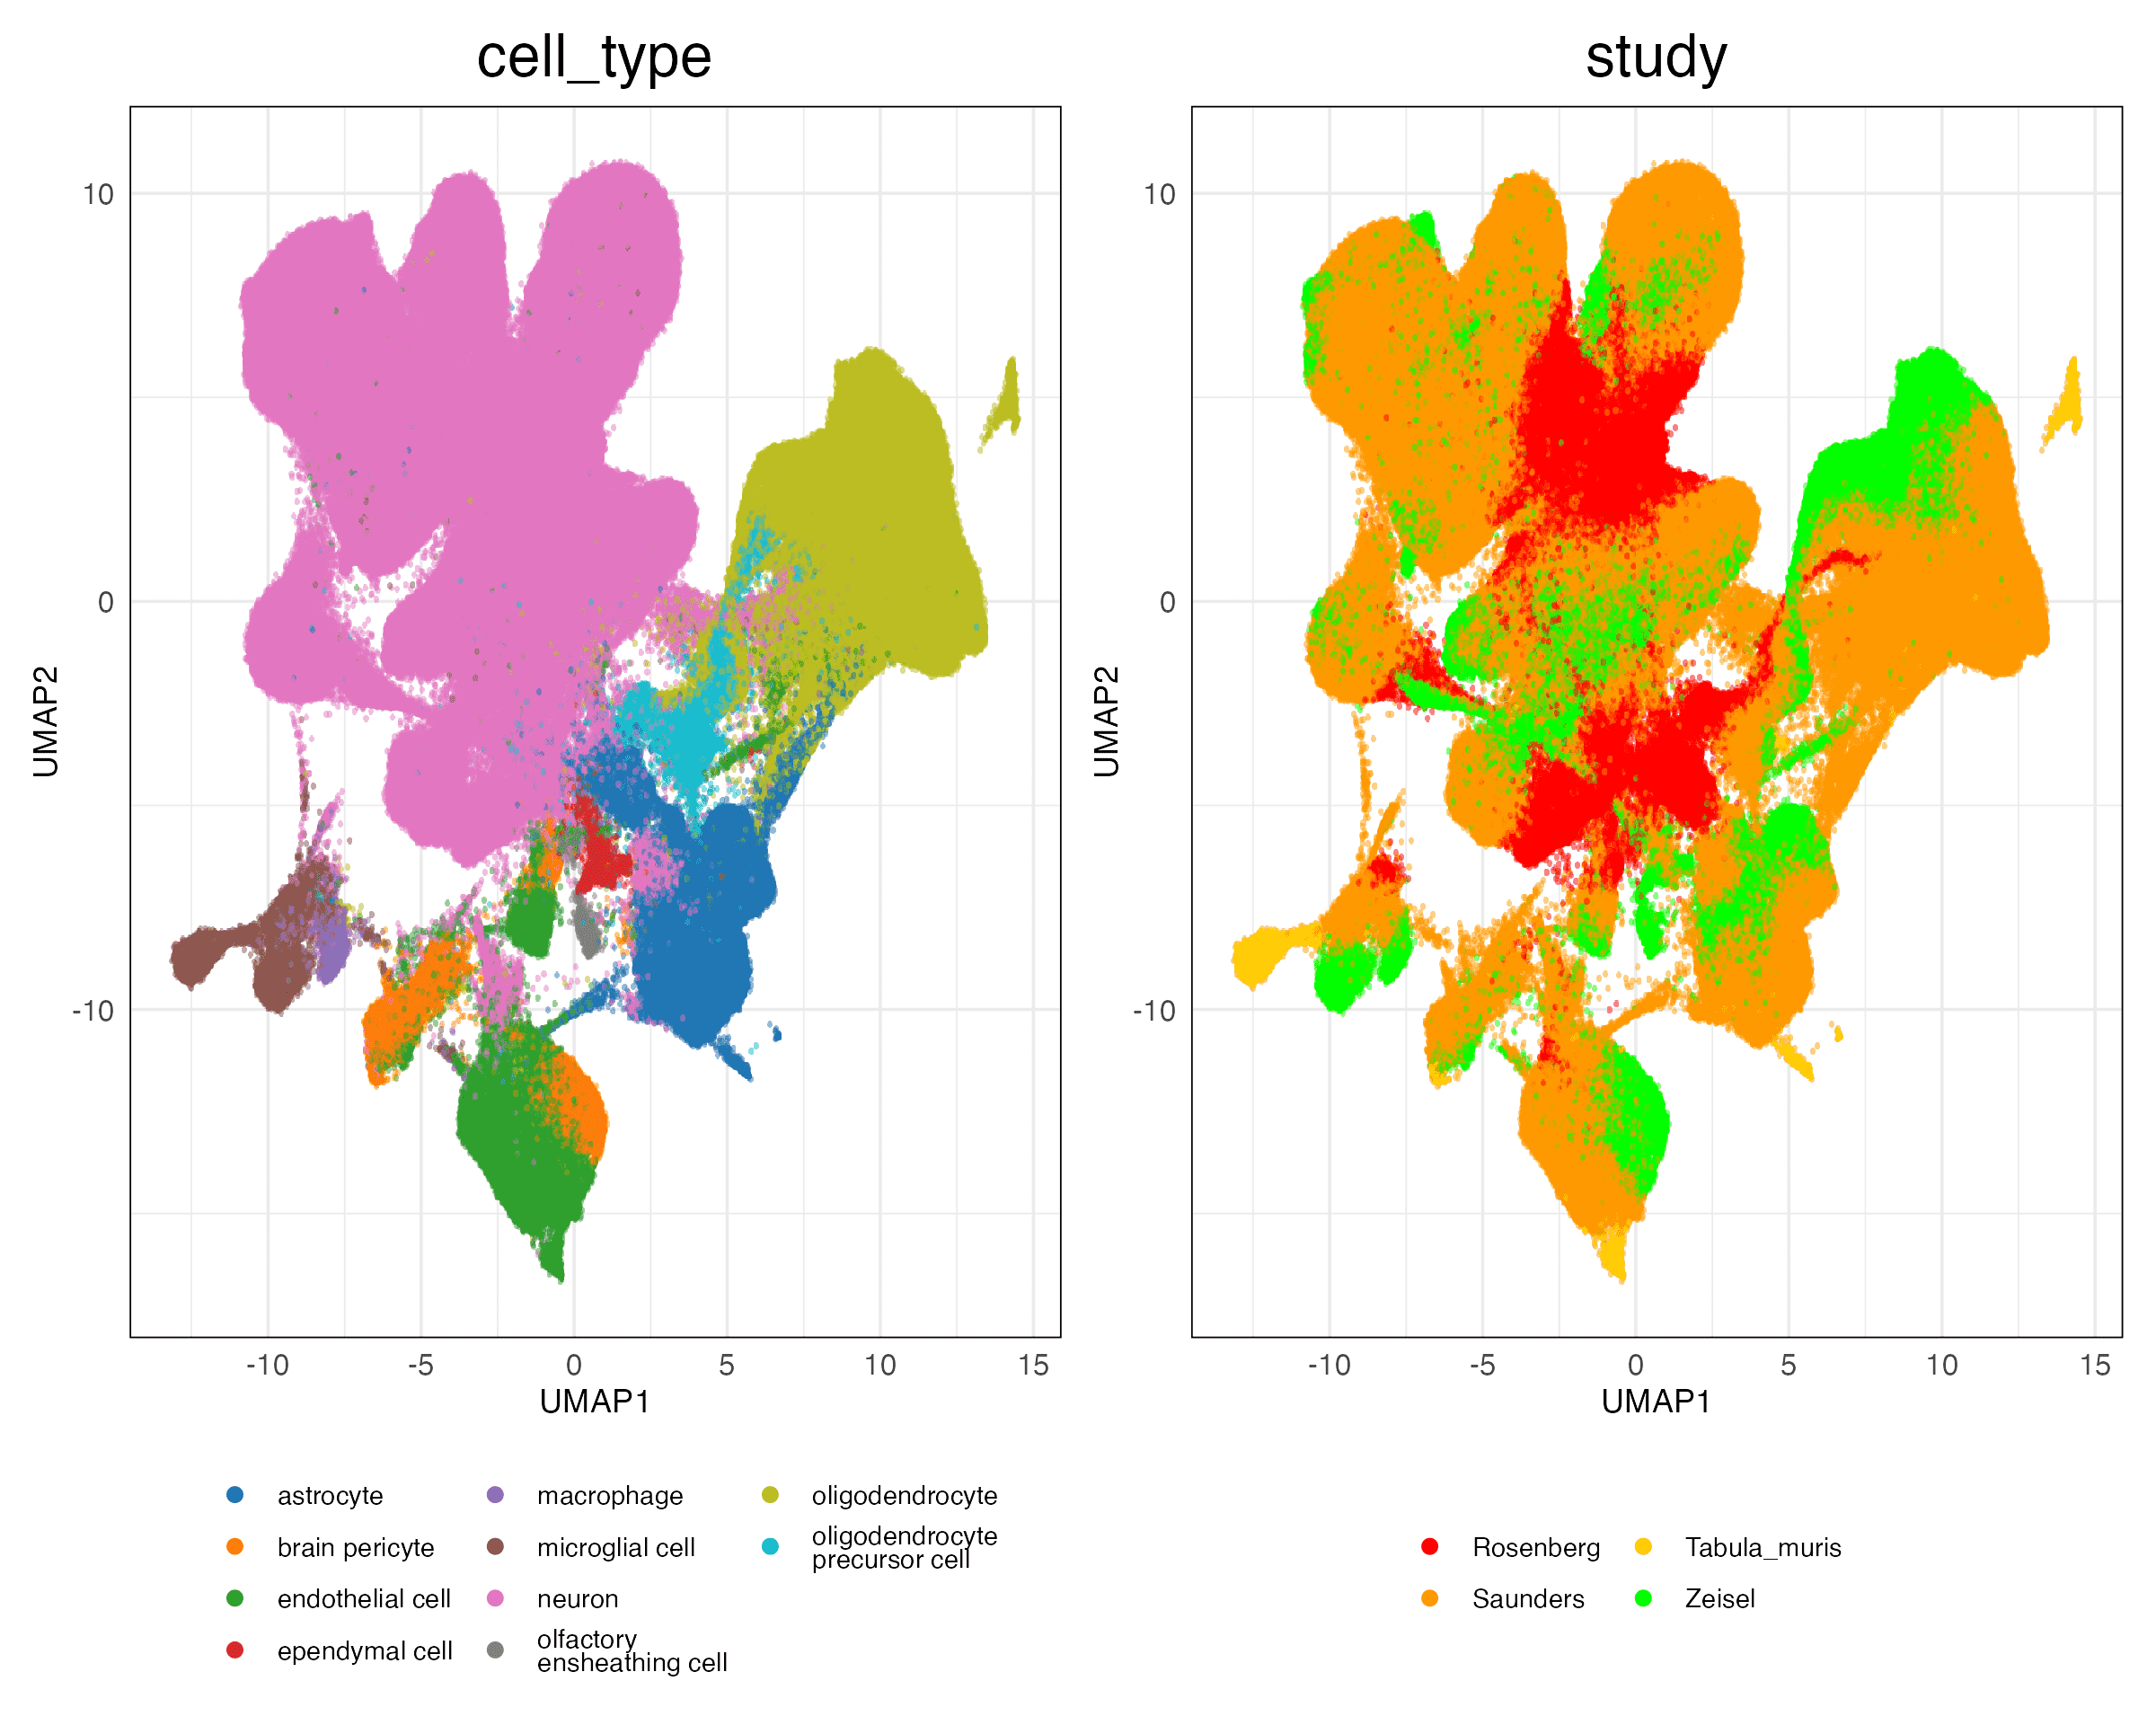 cell_type
study
10
0
-10
UMAP2
-10
-5
0
5
10
15
UMAP1
10
0
-10
UMAP2
-10
-5
0
5
10
15
UMAP1
astrocyte
brain pericyte
endothelial cell
ependymal cell
macrophage
microglial cell
neuron
olfactory
ensheathing cell
oligodendrocyte
oligodendrocyte
precursor cell
Rosenberg
Saunders
Tabula_muris
Zeisel